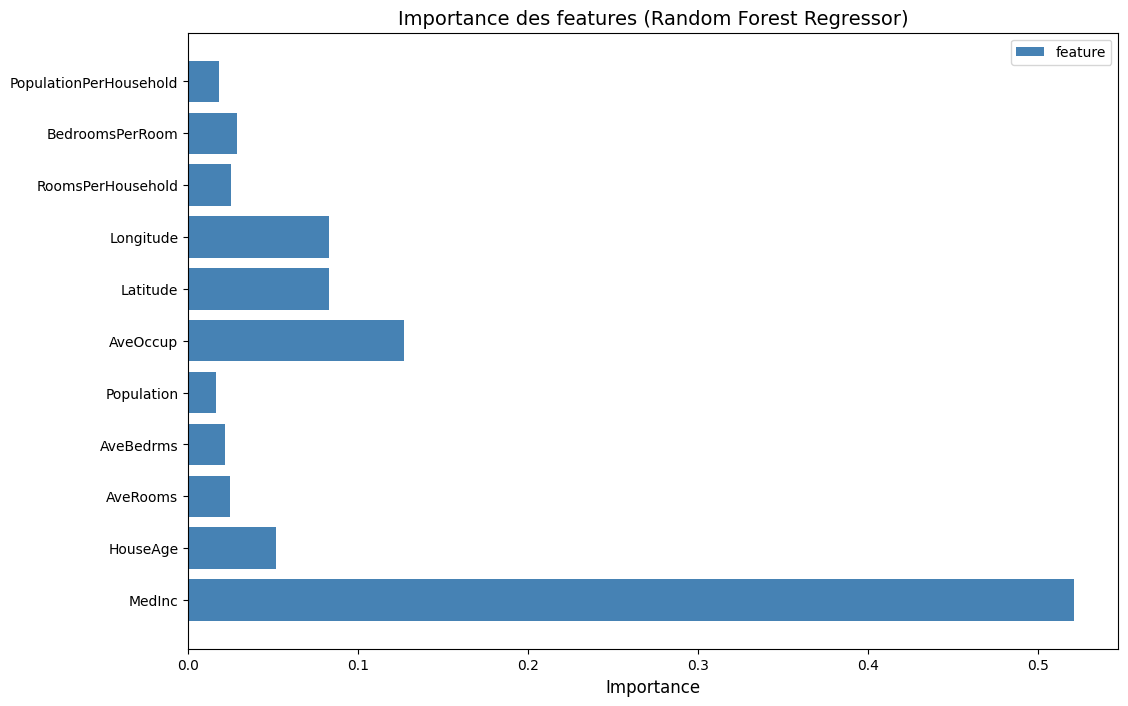 Importance des features (Random Forest Regressor)
feature
PopulationPerHousehold
BedroomsPerRoom
RoomsPerHousehold
Longitude
Latitude
AveOccup
Population
AveBedrms
AveRooms
HouseAge
MedInc
0.0 0.1 0.2 0.3 0.4 0.5
Importance